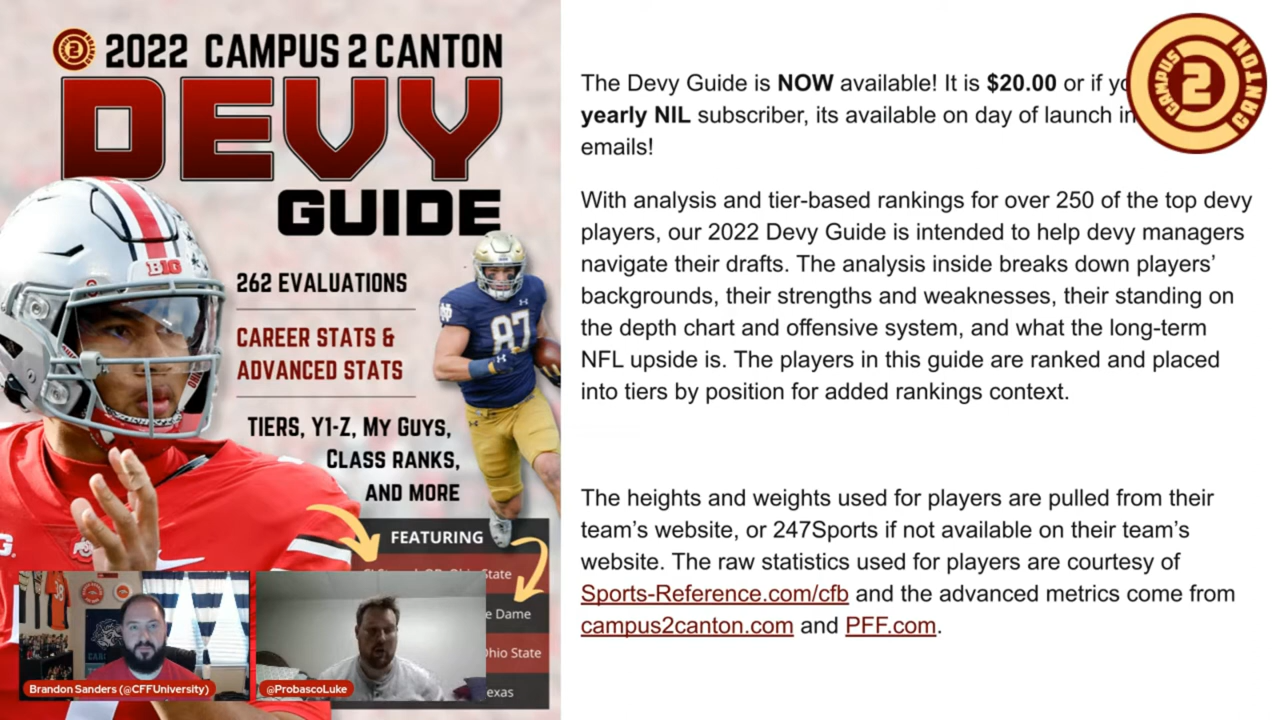 2022 CAMPUS 2 CANTON
DEVY
GUIDE
262 EVALUATIONS
CAREER STATS &
ADVANCED STATS
TIERS, Y1-Z, MY GUYS,
CLASS RANKS,
AND MORE
FEATURING
State
e Dame
Ohio State
exas
B1G
87
Brandon Sanders (@CFFUniversity)
@ProbascoLuke
The Devy Guide is NOW available! It is $20.00 or if yo
yearly NIL subscriber, its available on day of launch in
emails!
With analysis and tier-based rankings for over 250 of the top devy
players, our 2022 Devy Guide is intended to help devy managers
navigate their drafts. The analysis inside breaks down players’
backgrounds, their strengths and weaknesses, their standing on
the depth chart and offensive system, and what the long-term
NFL upside is. The players in this guide are ranked and placed
into tiers by position for added rankings context.
The heights and weights used for players are pulled from their
team’s website, or 247Sports if not available on their team’s
website. The raw statistics used for players are courtesy of
Sports-Reference.com/cfb and the advanced metrics come from
campus2canton.com and PFF.com.
CAMPUS 2 CANTON